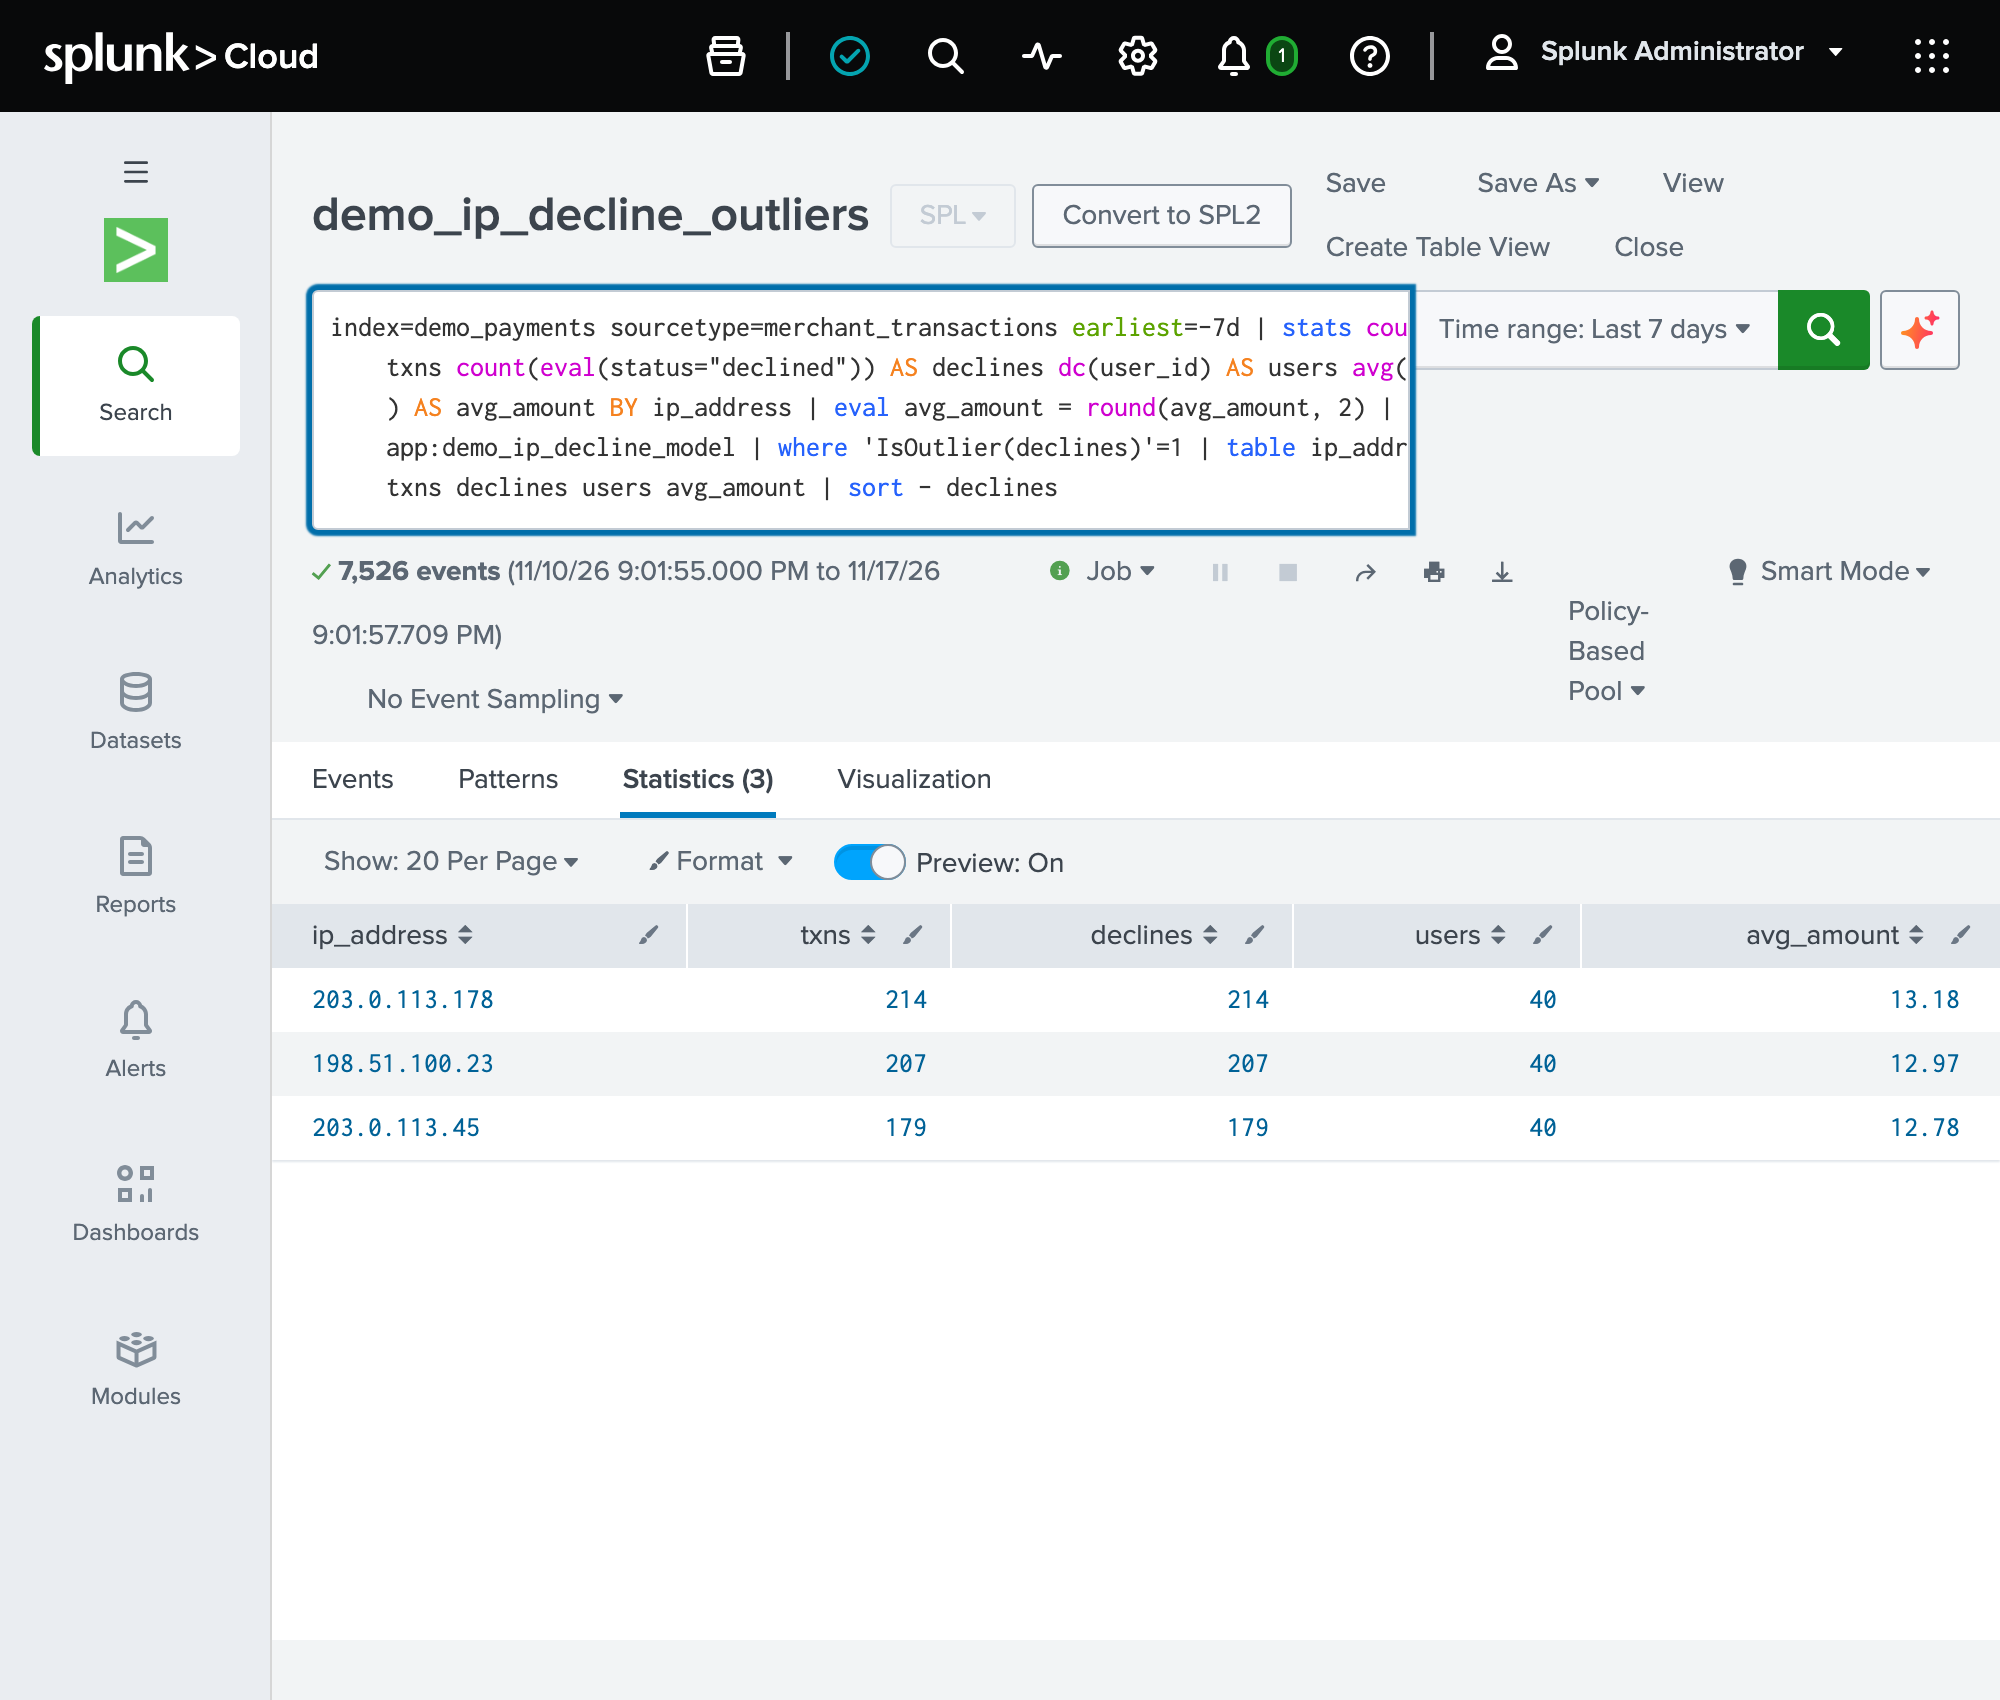 splunk>Cloud
1
Splunk Administrator
Search
Analytics
Datasets
Reports
Alerts
Dashboards
Modules
demo_ip_decline_outliers
SPL
Convert to SPL2
Save
Save As
View
Create Table View
Close
index=demo_payments sourcetype=merchant_transactions earliest=-7d | stats cou
txns count(eval(status="declined")) AS declines dc(user_id) AS users avg(
) AS avg_amount BY ip_address | eval avg_amount = round(avg_amount, 2) |
app:demo_ip_decline_model | where 'IsOutlier(declines)'=1 | table ip_addr
txns declines users avg_amount | sort - declines
Time range: Last 7 days
7,526 events (11/10/26 9:01:55.000 PM to 11/17/26
9:01:57.709 PM)
No Event Sampling
Job
Policy-
Based
Pool
Smart Mode
Events
Patterns
Statistics (3)
Visualization
Show: 20 Per Page
Format
Preview: On
ip_address txns declines users avg_amount
203.0.113.178 214 214 40 13.18
198.51.100.23 207 207 40 12.97
203.0.113.45 179 179 40 12.78